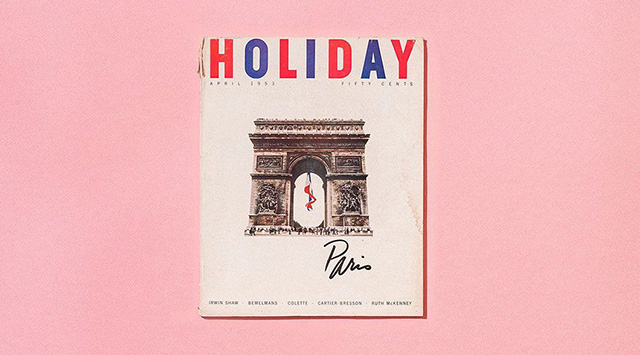 HOLIDAY
APRIL 1953 FIFTY CENTS
Paris
IRWIN SHAW · BEMELMANS · COLETTE · CARTIER-BRESSON · RUTH McKENNEY